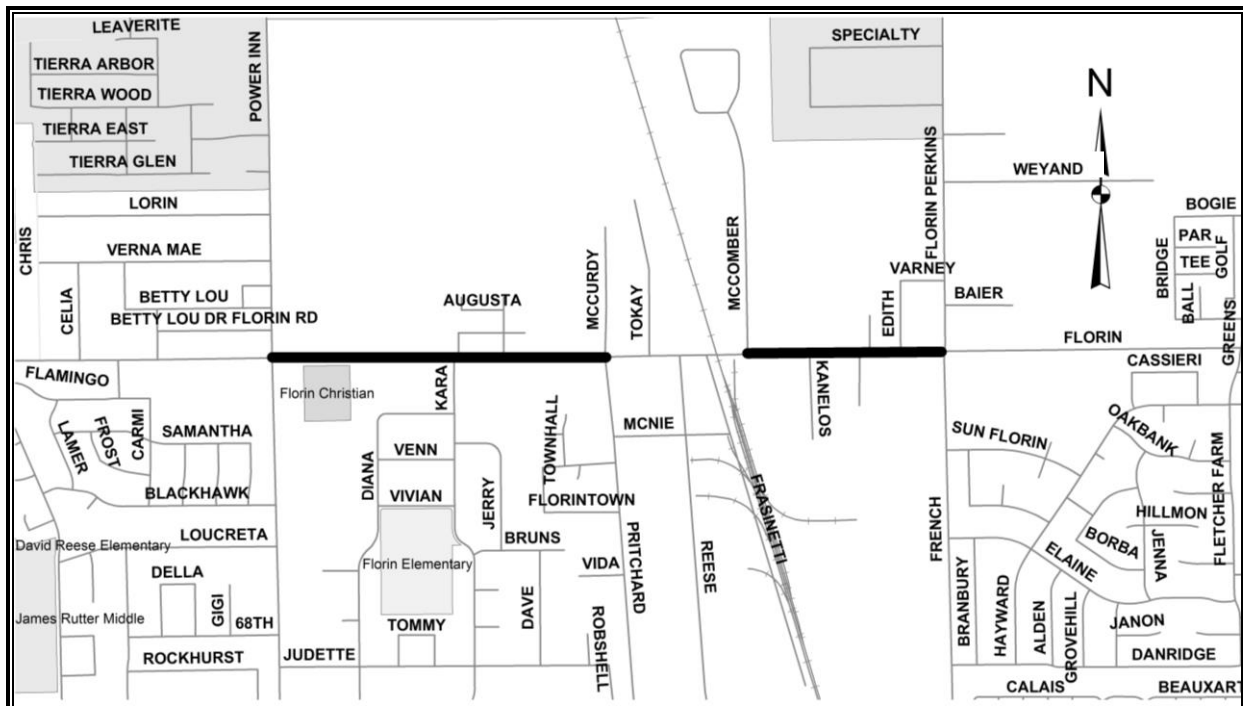 LEAVERITE
TIERRA ARBOR
TIERRA WOOD
TIERRA EAST
TIERRA GLEN
POWER INN
SPECIALTY
N
LORIN
VERNA MAE
CHRIS
CELIA
BETTY LOU
BETTY LOU DR FLORIN RD
AUGUSTA
MCCURDY
TOKAY
MCCOMBER
FLORIN PERKINS
WEYAND
VARNEY
EDITH
BAIER
BOGIE
PAR
TEE
GOLF
BRIDGE
BALL
GREENS
FLORIN
FLAMINGO
LAMER
FROST
CARMI
SAMANTHA
BLACKHAWK
Florin Christian
KARA
VENN
DIANA
VIVIAN
JERRY
TOWNHALL
FLORINTOWN
MCNIE
KANELOS
CASSIERI
OAKBANK
SUN FLORIN
FLETCHER FARM
HILLMON
BORBA
JENNA
ELAINE
LOUCRETA
David Reese Elementary
DELLA
GIGI
68TH
James Rutter Middle
ROCKHURST
JUDETTE
Florin Elementary
TOMMY
BRUNS
DAVE
VIDA
ROBSHELL
PRITCHARD
REESE
FRASINETTI
FRENCH
BRANBURY
HAYWARD
ALDEN
GROVEHILL
JANON
DANRIDGE
CALAIS
BEAUXART